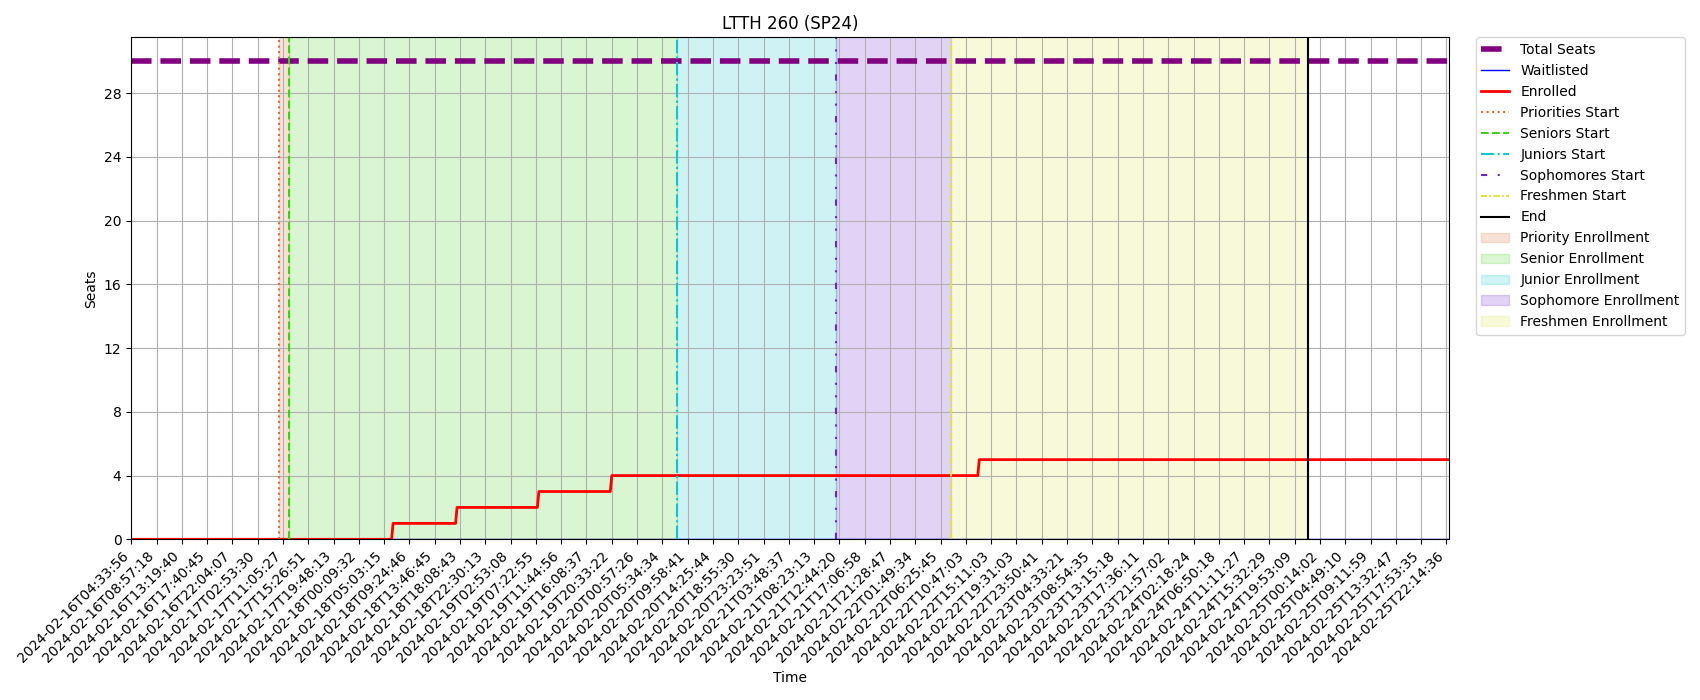 LTTH 260 (SP24)
Total Seats
Waitlisted
Enrolled
Priorities Start
Seniors Start
Juniors Start
Sophomores Start
Freshmen Start
End
Priority Enrollment
Senior Enrollment
Junior Enrollment
Sophomore Enrollment
Freshmen Enrollment
Seats
28
24
20
16
12
8
4
0
2024-02-16T04:33:56
2024-02-16T08:57:18
2024-02-16T13:19:40
2024-02-16T17:40:45
2024-02-16T22:04:07
2024-02-17T02:53:30
2024-02-17T11:05:27
2024-02-17T15:26:51
2024-02-17T19:48:13
2024-02-18T00:09:32
2024-02-18T05:03:15
2024-02-18T09:24:46
2024-02-18T13:46:45
2024-02-18T18:08:43
2024-02-18T22:30:13
2024-02-19T02:53:08
2024-02-19T07:22:55
2024-02-19T11:44:56
2024-02-19T16:08:37
2024-02-19T20:33:22
2024-02-20T00:57:26
2024-02-20T05:34:34
2024-02-20T09:58:41
2024-02-20T14:25:44
2024-02-20T18:55:30
2024-02-20T23:23:51
2024-02-21T03:48:37
2024-02-21T08:23:13
2024-02-21T12:44:20
2024-02-21T17:06:58
2024-02-21T21:28:47
2024-02-22T01:49:34
2024-02-22T06:25:45
2024-02-22T10:47:03
2024-02-22T15:11:03
2024-02-22T19:31:03
2024-02-22T23:50:41
2024-02-23T04:33:21
2024-02-23T08:54:35
2024-02-23T13:15:18
2024-02-23T17:36:11
2024-02-23T21:57:02
2024-02-24T02:18:24
2024-02-24T06:50:18
2024-02-24T11:11:27
2024-02-24T15:32:29
2024-02-24T19:53:09
2024-02-25T00:14:02
2024-02-25T04:49:10
2024-02-25T09:11:59
2024-02-25T13:32:47
2024-02-25T17:53:35
2024-02-25T22:14:36
Time